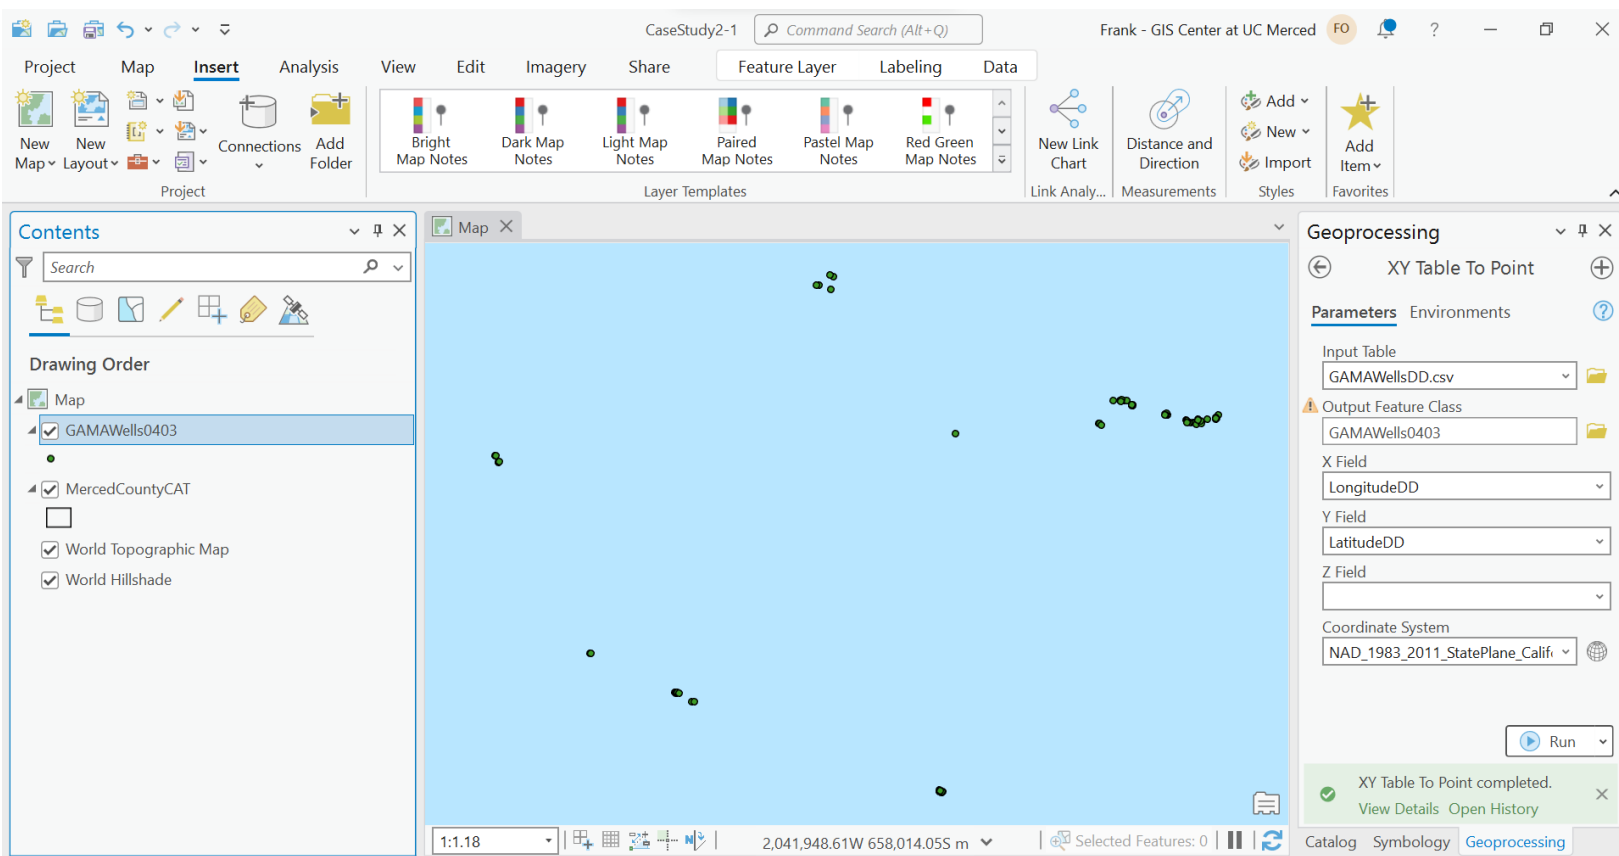 CaseStudy2-1
Command Search (Alt+Q)
Frank - GIS Center at UC Merced
FO
?
Project Map Insert Analysis View Edit Imagery Share Feature Layer Labeling Data
New Map
New Layout
Connections
Add Folder
Project
Bright Map Notes
Dark Map Notes
Light Map Notes
Paired Map Notes
Pastel Map Notes
Red Green Map Notes
Layer Templates
New Link Chart
Link Analy...
Distance and Direction
Measurements
Add
New
Import
Styles
Add Item
Favorites
Contents
Search
Drawing Order
Map
GAMAWells0403
MercedCountyCAT
World Topographic Map
World Hillshade
Map
1:1.18
2,041,948.61W 658,014.05S m
Selected Features: 0
Geoprocessing
XY Table To Point
Parameters Environments
?
Input Table
GAMAWellsDD.csv
Output Feature Class
GAMAWells0403
X Field
LongitudeDD
Y Field
LatitudeDD
Z Field
Coordinate System
NAD_1983_2011_StatePlane_Calif
Run
XY Table To Point completed.
View Details Open History
Catalog Symbology Geoprocessing